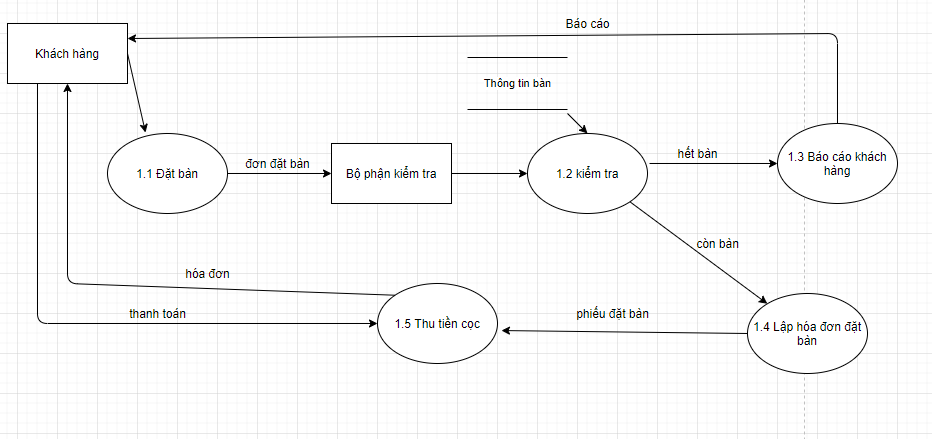 Báo cáo
Khách hàng
Thông tin bàn
1.1 Đặt bàn
đơn đặt bàn
Bộ phận kiểm tra
1.2 kiểm tra
hết bàn
1.3 Báo cáo khách
hàng
còn bàn
hóa đơn
thanh toán
1.5 Thu tiền cọc
phiếu đặt bàn
1.4 Lập hóa đơn đặt
bàn